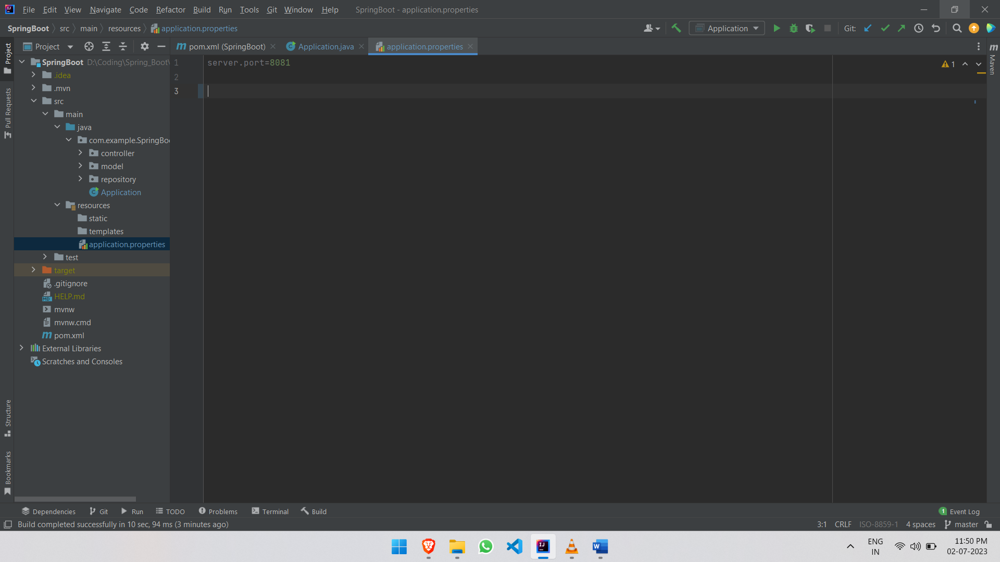 File Edit View Navigate Code Refactor Build Run Tools Git Window Help SpringBoot - application.properties
SpringBoot src main resources application.properties Application Git:
Project pom.xml (SpringBoot) Application.java application.properties
Project
Pull Requests
Structure
Bookmarks
SpringBoot D:\Coding\Spring_Boot\
.idea
.mvn
src
main
java
com.example.SpringBoo
controller
model
repository
Application
resources
static
templates
application.properties
test
target
.gitignore
HELP.md
mvnw
mvnw.cmd
pom.xml
External Libraries
Scratches and Consoles
1 server.port=8081
2
3
1
Maven
Dependencies Git Run TODO Problems Terminal Build 1 Event Log
Build completed successfully in 10 sec, 94 ms (3 minutes ago) 3:1 CRLF ISO-8859-1 4 spaces master
ENG
IN
11:50 PM
02-07-2023